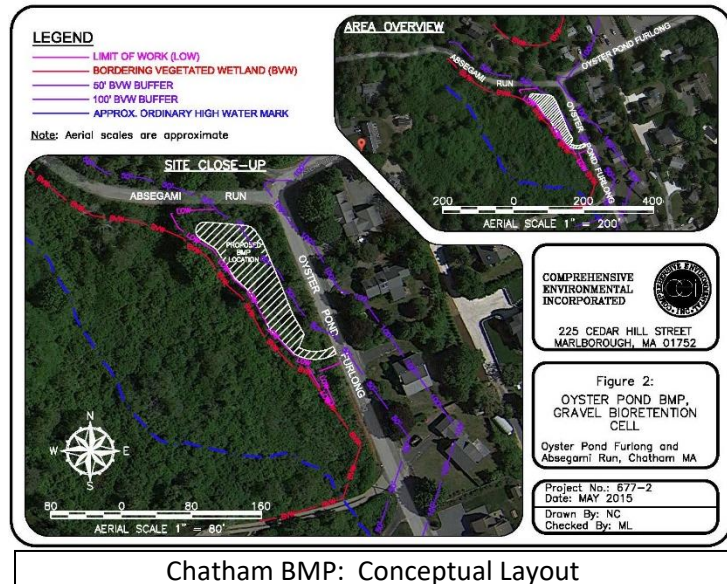 LEGEND
LIMIT OF WORK (LOW)
BORDERING VEGETATED WETLAND (BVW)
50' BVW BUFFER
100' BVW BUFFER
APPROX. ORDINARY HIGH WATER MARK
Note: Aerial scales are approximate
AREA OVERVIEW
ABSEGAMI RUN
OYSTER POND FURLONG
OYSTER POND FURLONG
200 0 200 400
AERIAL SCALE 1" = 200'
SITE CLOSE-UP
ABSEGAMI RUN
PROPOSED
BMP
LOCATION
OYSTER POND FURLONG
N
W E
S
80 0 80 160
AERIAL SCALE 1" = 80'
COMPREHENSIVE
ENVIRONMENTAL
INCORPORATED
225 CEDAR HILL STREET
MARLBOROUGH, MA 01752
Figure 2:
OYSTER POND BMP,
GRAVEL BIORETENTION
CELL
Oyster Pond Furlong and
Absegami Run, Chatham MA
Project No.: 677-2
Date: MAY 2015
Drawn By: NC
Checked By: ML
Chatham BMP: Conceptual Layout